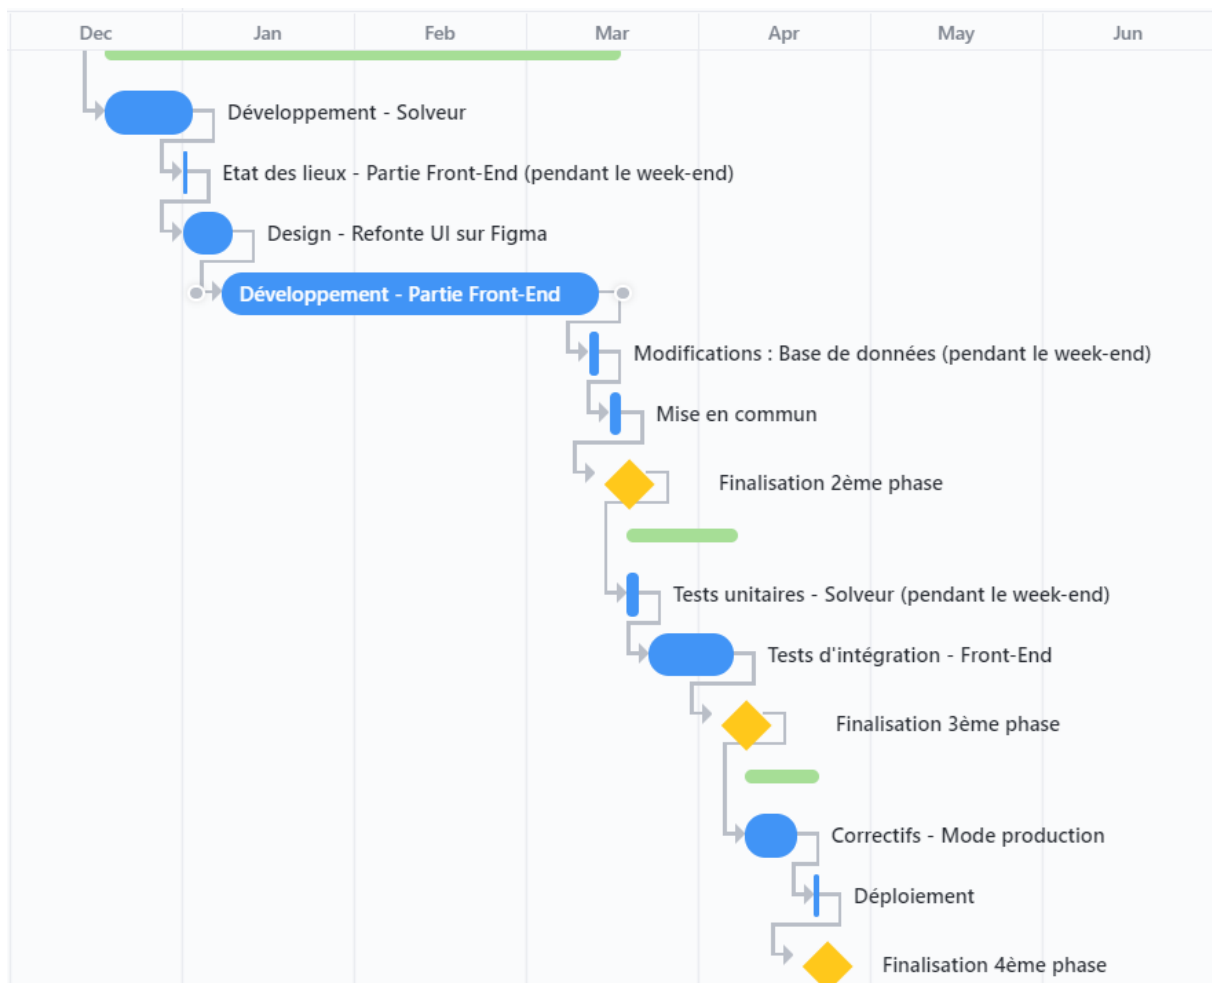 Dec Jan Feb Mar Apr May Jun
Développement - Solveur
Etat des lieux - Partie Front-End (pendant le week-end)
Design - Refonte UI sur Figma
Développement - Partie Front-End
Modifications : Base de données (pendant le week-end)
Mise en commun
Finalisation 2ème phase
Tests unitaires - Solveur (pendant le week-end)
Tests d'intégration - Front-End
Finalisation 3ème phase
Correctifs - Mode production
Déploiement
Finalisation 4ème phase